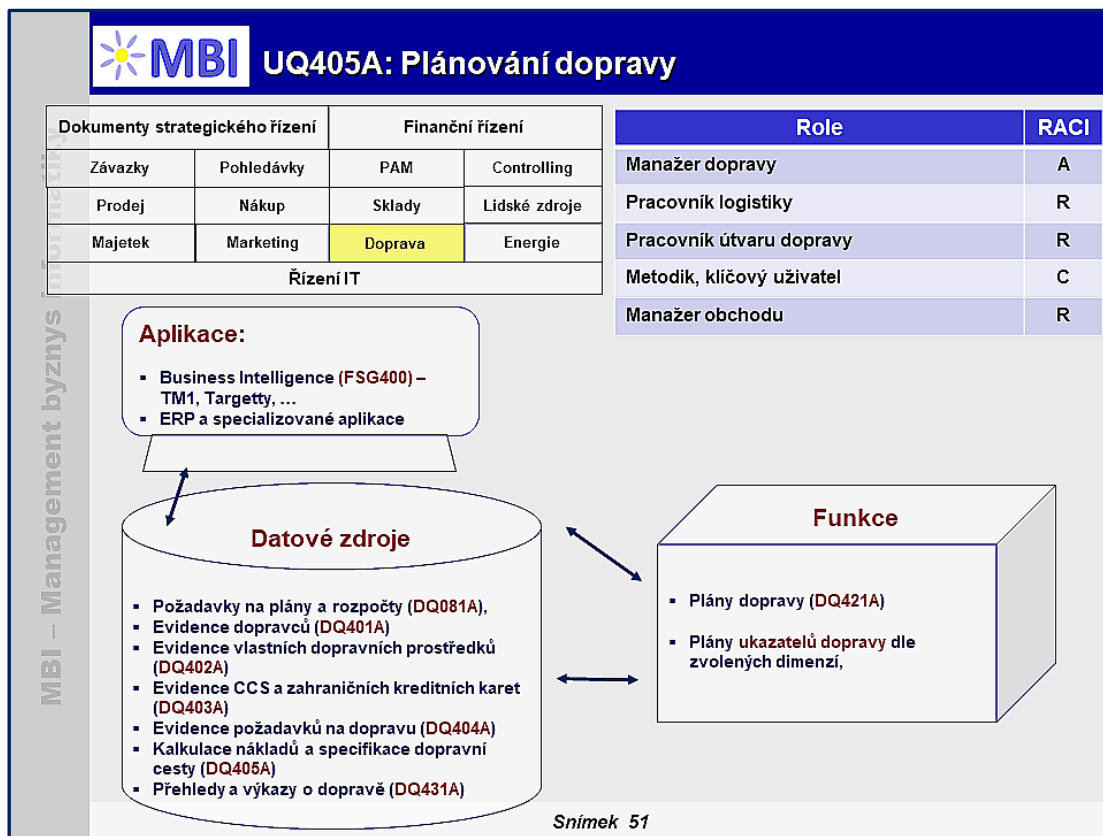 MBI
UQ405A: Plánování dopravy
MBI – Management byznys informatiky
Dokumenty strategického řízení
Finanční řízení
Závazky
Pohledávky
PAM
Controlling
Prodej
Nákup
Sklady
Lidské zdroje
Majetek
Marketing
Doprava
Energie
Řízení IT
Role RACI
Manažer dopravy A
Pracovník logistiky R
Pracovník útvaru dopravy R
Metodik, klíčový uživatel C
Manažer obchodu R
Aplikace:
▪ Business Intelligence (FSG400) –
TM1, Targetty, ...
▪ ERP a specializované aplikace
Datové zdroje
▪ Požadavky na plány a rozpočty (DQ081A),
▪ Evidence dopravců (DQ401A)
▪ Evidence vlastních dopravních prostředků
(DQ402A)
▪ Evidence CCS a zahraničních kreditních karet
(DQ403A)
▪ Evidence požadavků na dopravu (DQ404A)
▪ Kalkulace nákladů a specifikace dopravní
cesty (DQ405A)
▪ Přehledy a výkazy o dopravě (DQ431A)
Funkce
▪ Plány dopravy (DQ421A)
▪ Plány ukazatelů dopravy dle
zvolených dimenzí,
Snímek 51